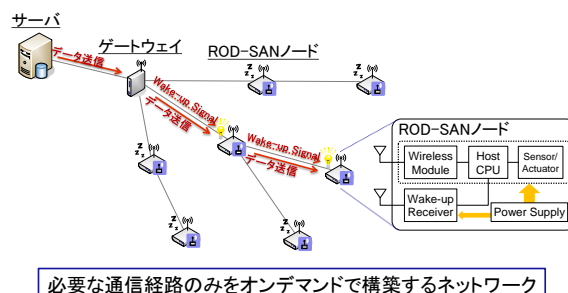 サーバ
ゲートウェイ
ROD-SANノード
データ送信
Wake-up Signal
データ送信
Wake-up Signal
データ送信
z z z
z z z
z z z
z z z
z z z
ROD-SANノード
Wireless Module
Host CPU
Sensor/ Actuator
Wake-up Receiver
Power Supply
必要な通信経路のみをオンデマンドで構築するネットワーク